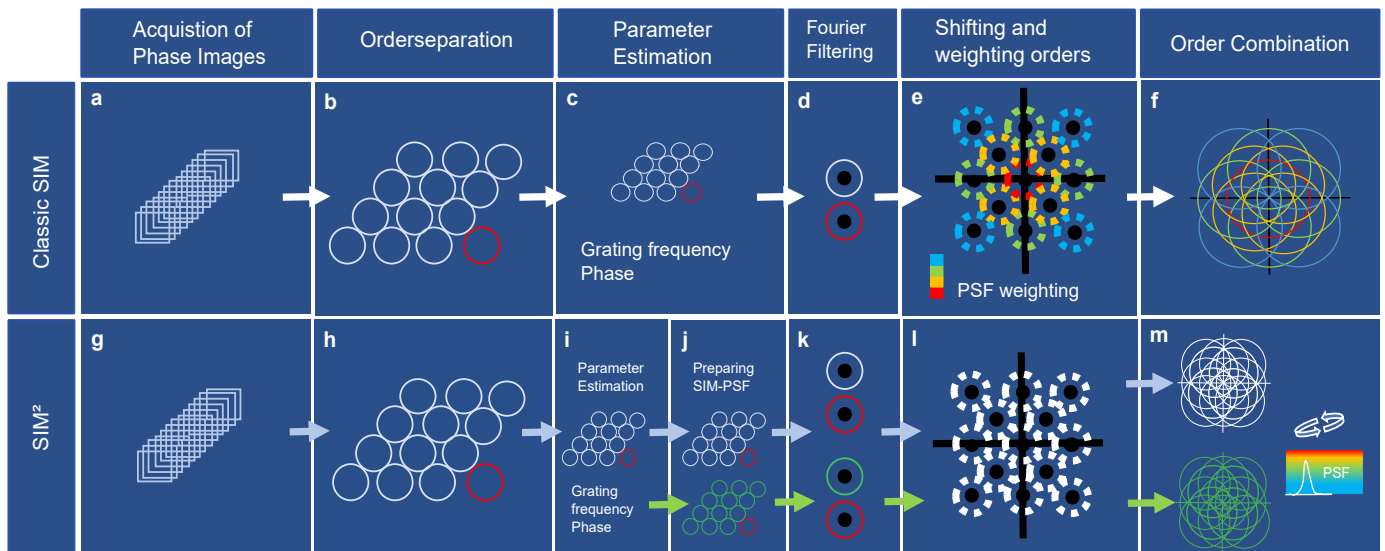 Acquistion of
Phase Images
Orderseparation
Parameter
Estimation
Fourier
Filtering
Shifting and
weighting orders
Order Combination
Classic SIM
a
b
c
Grating frequency
Phase
d
e
PSF weighting
f
SIM²
g
h
i
Parameter
Estimation
Grating
frequency
Phase
j
Preparing
SIM-PSF
k
l
m
PSF